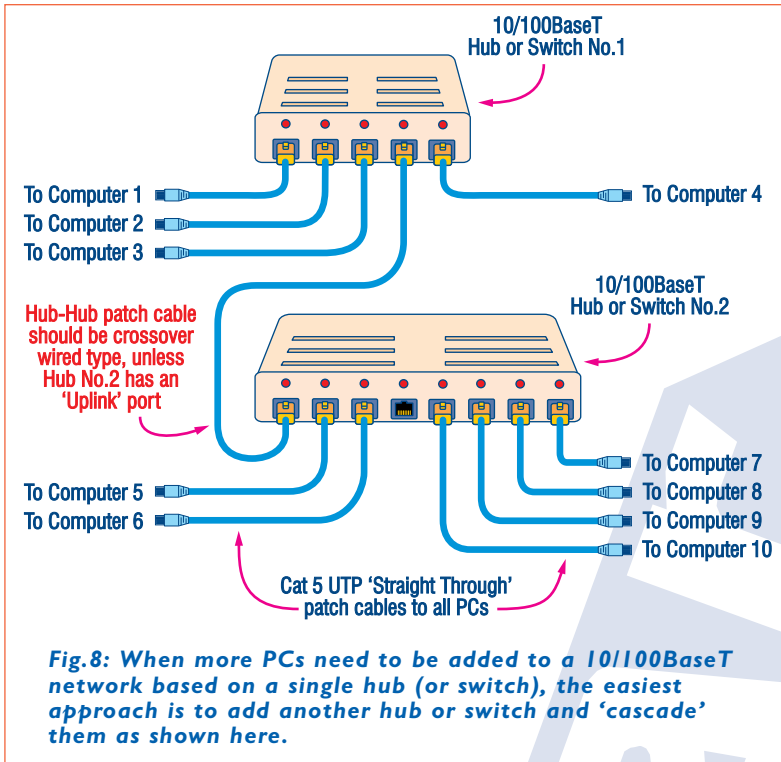 10/100BaseT
Hub or Switch No.1
To Computer 1
To Computer 2
To Computer 3
To Computer 4
10/100BaseT
Hub or Switch No.2
Hub-Hub patch cable
should be crossover
wired type, unless
Hub No.2 has an
‘Uplink’ port
To Computer 5
To Computer 6
To Computer 7
To Computer 8
To Computer 9
To Computer 10
Cat 5 UTP ‘Straight Through’
patch cables to all PCs
Fig.8: When more PCs need to be added to a 10/100BaseT
network based on a single hub (or switch), the easiest
approach is to add another hub or switch and ‘cascade’
them as shown here.